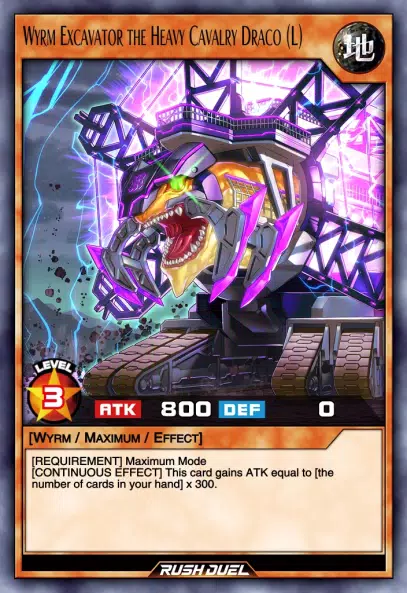 Wyrm Excavator the Heavy Cavalry Draco (L)
地
LEVEL
3
ATK 800 DEF 0
[Wyrm / Maximum / Effect]
[REQUIREMENT] Maximum Mode
[CONTINUOUS EFFECT] This card gains ATK equal to [the
number of cards in your hand] x 300.
RUSH DUEL